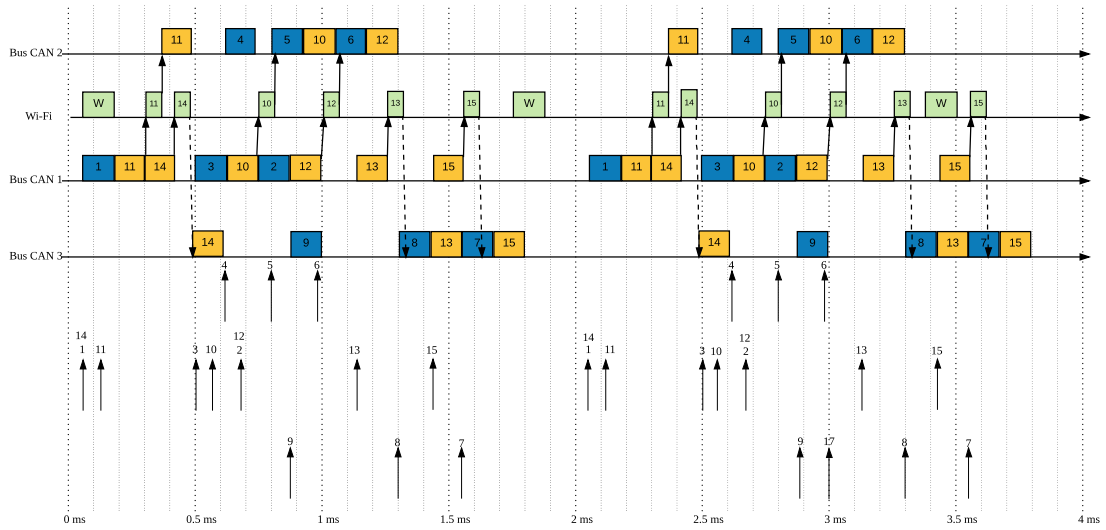 Bus CAN 2 11 4 5 10 6 12 11 4 5 10 6 12
Wi-Fi W 11 14 10 12 13 15 W 11 14 10 12 13 W 15
Bus CAN 1 1 11 14 3 10 2 12 13 15 1 11 14 3 10 2 12 13 15
Bus CAN 3 14 9 8 13 7 15 14 9 8 13 7 15
4 5 6 4 5 6
14 12 14 12
1 11 3 10 2 13 15 1 11 3 10 2 13 15
9 8 7 9 17 8 7
0 ms 0.5 ms 1 ms 1.5 ms 2 ms 2.5 ms 3 ms 3.5 ms 4 ms